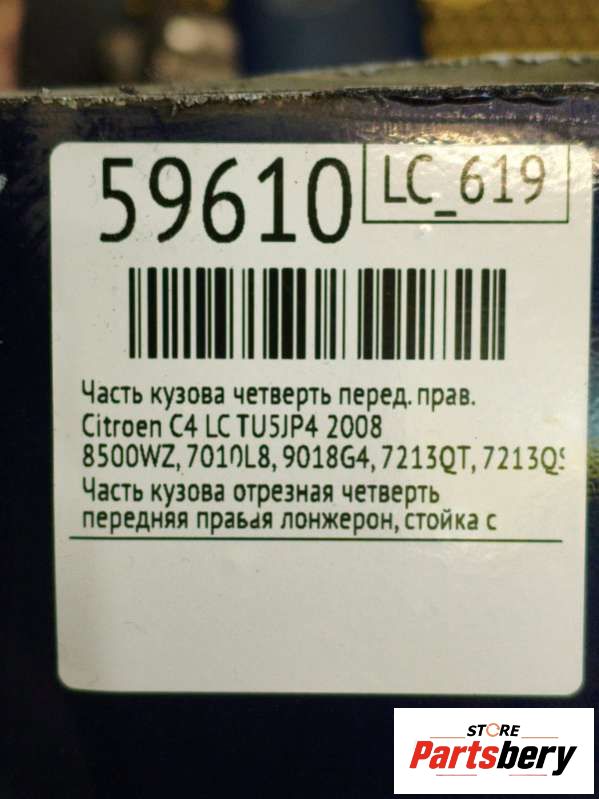 59610
LC_619
Часть кузова четверть перед. прав.
Citroen C4 LC TU5JP4 2008
8500WZ, 7010L8, 9018G4, 7213QT, 7213QS
Часть кузова отрезная четверть
передняя правая лонжерон, стойка с
STORE
Partsbery